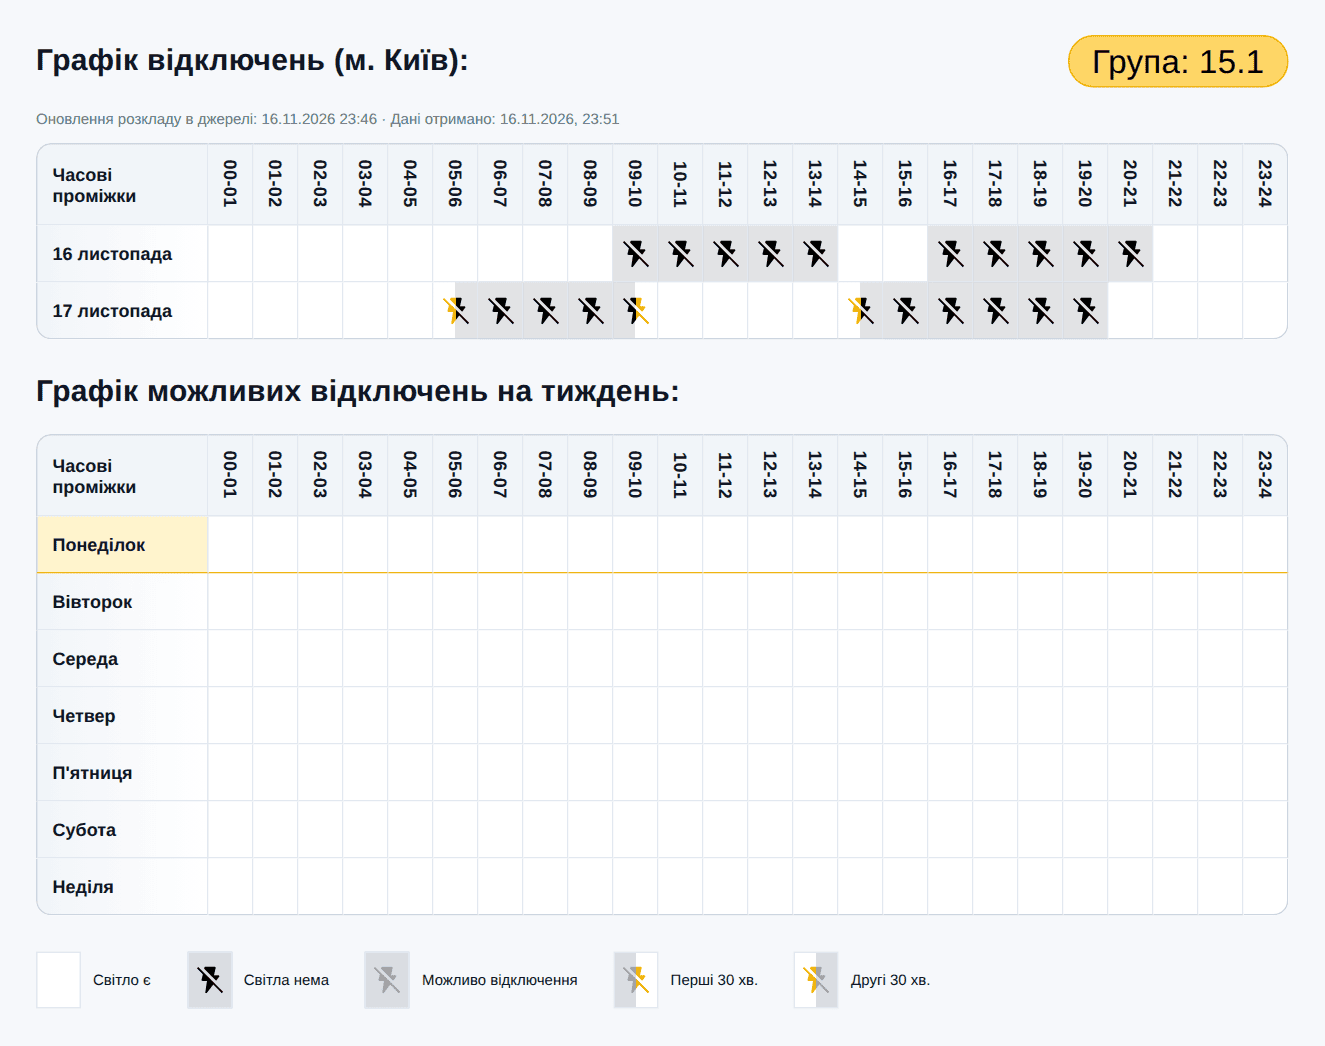 Графік відключень (м. Київ):
Група: 15.1
Оновлення розкладу в джерелі: 16.11.2026 23:46 · Дані отримано: 16.11.2026, 23:51
Часові проміжки 00-01 01-02 02-03 03-04 04-05 05-06 06-07 07-08 08-09 09-10 10-11 11-12 12-13 13-14 14-15 15-16 16-17 17-18 18-19 19-20 20-21 21-22 22-23 23-24
16 листопада
17 листопада
Графік можливих відключень на тиждень:
Часові проміжки 00-01 01-02 02-03 03-04 04-05 05-06 06-07 07-08 08-09 09-10 10-11 11-12 12-13 13-14 14-15 15-16 16-17 17-18 18-19 19-20 20-21 21-22 22-23 23-24
Понеділок
Вівторок
Середа
Четвер
П'ятниця
Субота
Неділя
Світло є Світла нема Можливо відключення Перші 30 хв. Другі 30 хв.